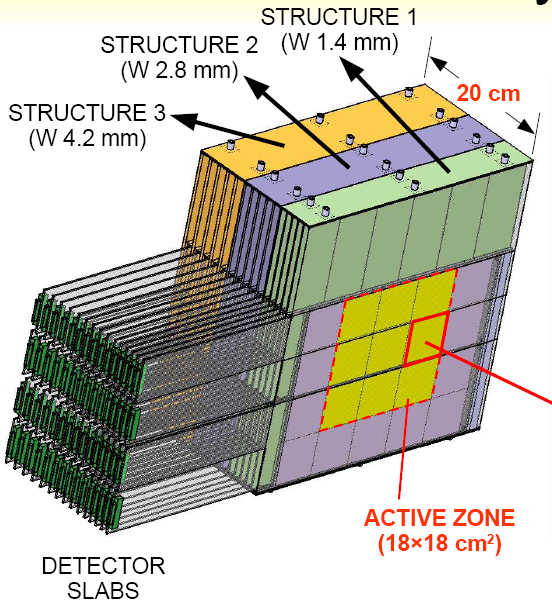 STRUCTURE 1
(W 1.4 mm)
STRUCTURE 2
(W 2.8 mm)
STRUCTURE 3
(W 4.2 mm)
20 cm
ACTIVE ZONE
(18×18 cm²)
DETECTOR
SLABS